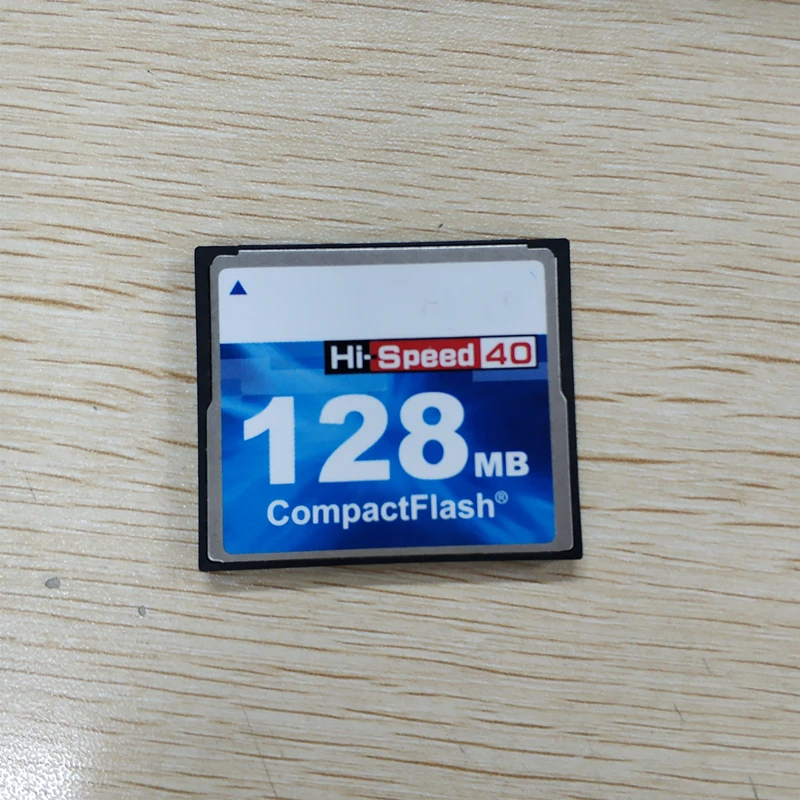 Hi-Speed 40
128 MB
CompactFlash®